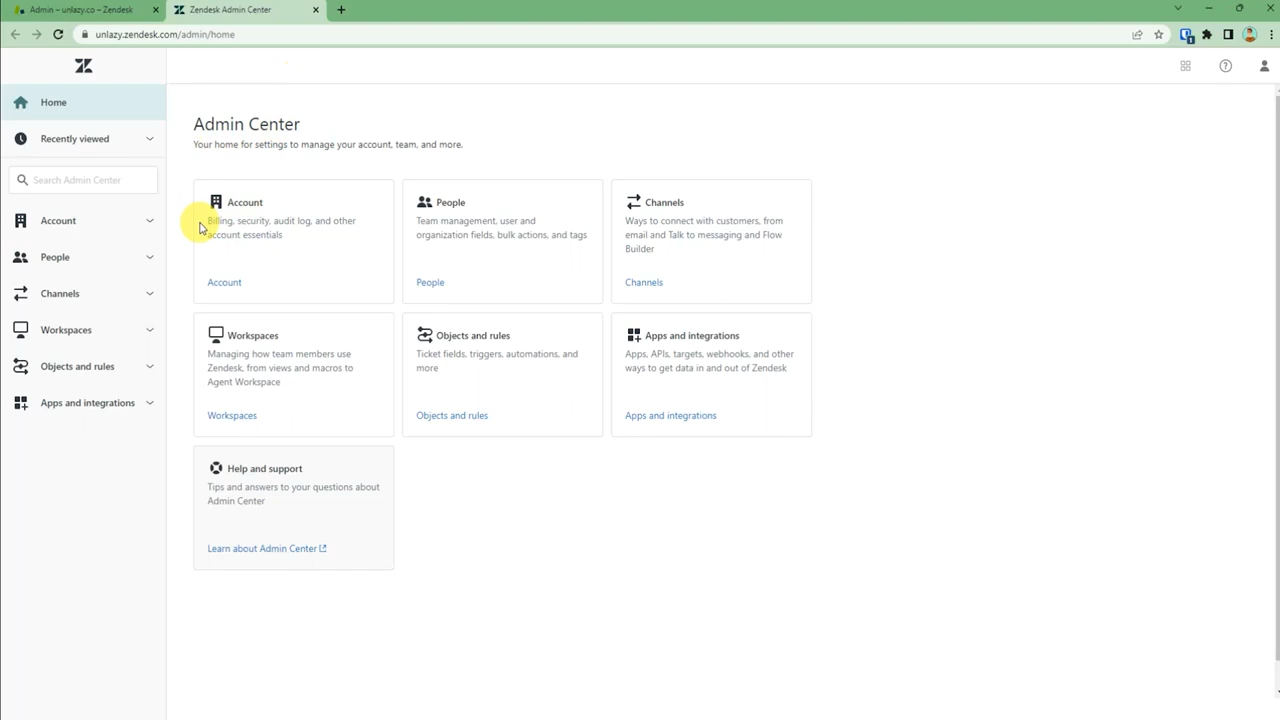 Admin – unlazy.co – Zendesk
Zendesk Admin Center
unlazy.zendesk.com/admin/home
Home
Recently viewed
Search Admin Center
Account
People
Channels
Workspaces
Objects and rules
Apps and integrations
Admin Center
Your home for settings to manage your account, team, and more.
Account
Billing, security, audit log, and other
account essentials
Account
People
Team management, user and
organization fields, bulk actions, and tags
People
Channels
Ways to connect with customers, from
email and Talk to messaging and Flow
Builder
Channels
Workspaces
Managing how team members use
Zendesk, from views and macros to
Agent Workspace
Workspaces
Objects and rules
Ticket fields, triggers, automations, and
more
Objects and rules
Apps and integrations
Apps, APIs, targets, webhooks, and other
ways to get data in and out of Zendesk
Apps and integrations
Help and support
Tips and answers to your questions about
Admin Center
Learn about Admin Center